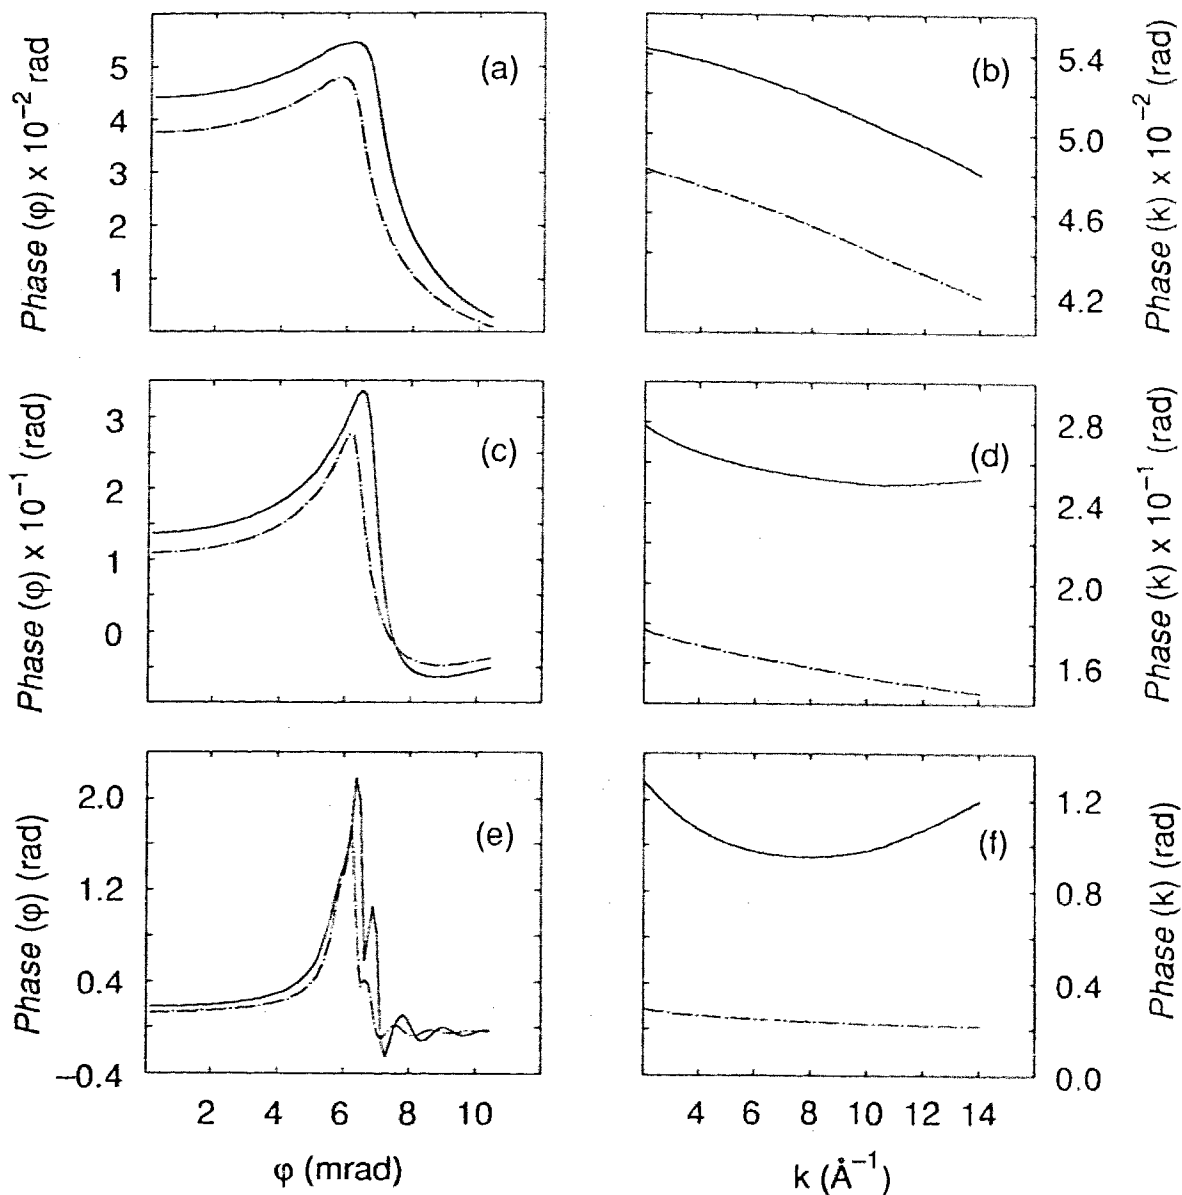 Phase (φ) × 10⁻² rad
5
4
3
2
1
(a)
(b)
5.4
5.0
4.6
4.2
Phase (k) × 10⁻² (rad)
Phase (φ) × 10⁻¹ (rad)
3
2
1
0
(c)
(d)
2.8
2.4
2.0
1.6
Phase (k) × 10⁻¹ (rad)
Phase (φ) (rad)
2.0
1.2
0.4
−0.4
(e)
(f)
1.2
0.8
0.4
0.0
Phase (k) (rad)
2 4 6 8 10
φ (mrad)
4 6 8 10 12 14
k (Å⁻¹)